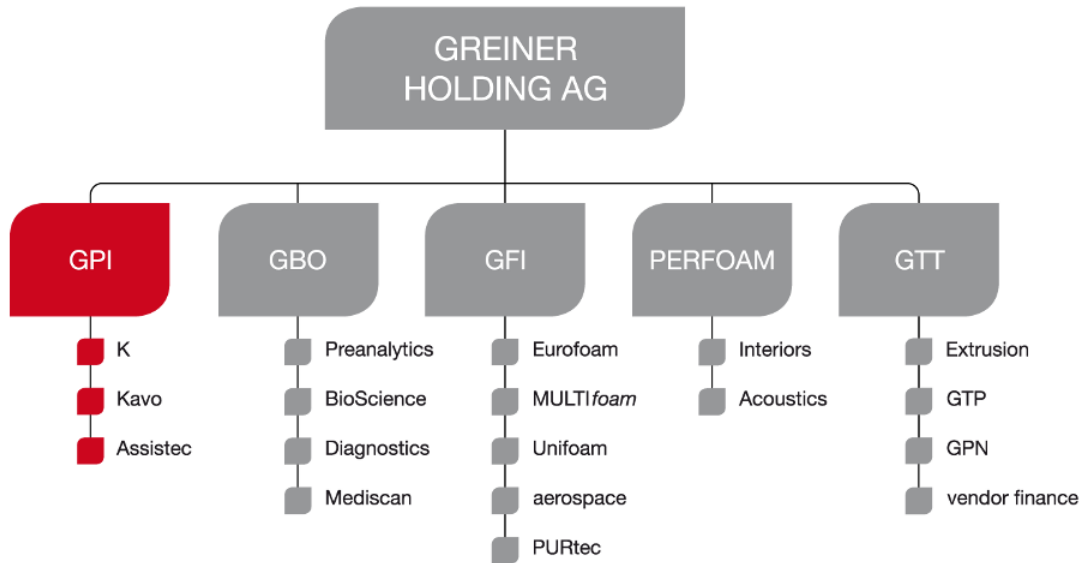 GREINER
HOLDING AG
GPI
GBO
GFI
PERFOAM
GTT
K
Kavo
Assistec
Preanalytics
BioScience
Diagnostics
Mediscan
Eurofoam
MULTIfoam
Unifoam
aerospace
PURtec
Interiors
Acoustics
Extrusion
GTP
GPN
vendor finance